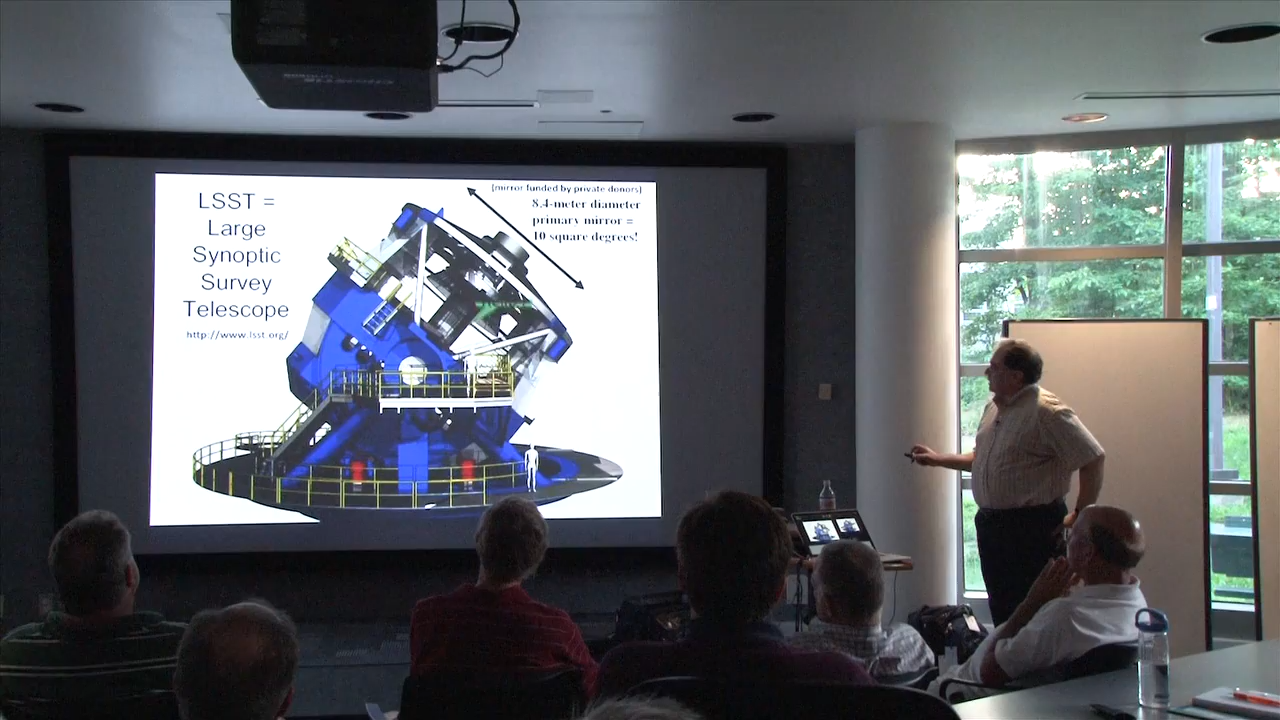 LSST =
Large
Synoptic
Survey
Telescope
http://www.lsst.org/
(mirror funded by private donors)
8.4-meter diameter
primary mirror =
10 square degrees!
CHRISTIE